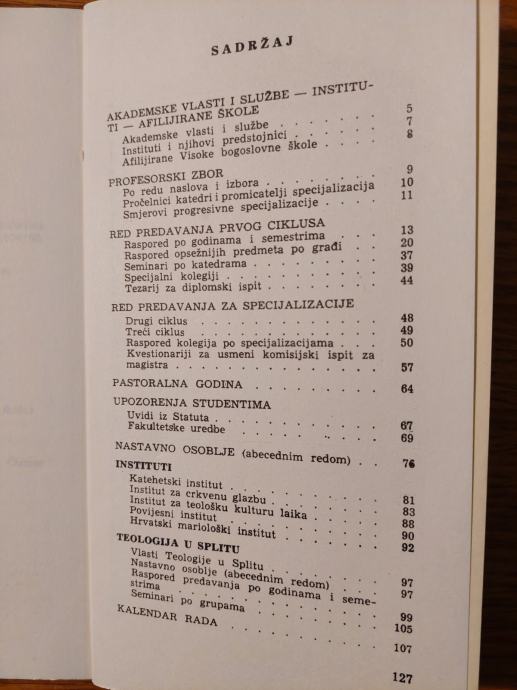 SADRŽAJ
AKADEMSKE VLASTI I SLUŽBE — INSTITU-
TI — AFILIJIRANE ŠKOLE
Akademske vlasti i službe . . . . . . . 5
Instituti i njihovi predstojnici . . . . . 7
Afilijirane Visoke bogoslovne škole . . . . 8
PROFESORSKI ZBOR
Po redu naslova i izbora . . . . . . . 9
Pročelnici katedri i promicatelji specijalizacija 10
Smjerovi progresivne specijalizacije . . . . 11
RED PREDAVANJA PRVOG CIKLUSA
Raspored po godinama i semestrima . . . 13
Raspored opsežnijih predmeta po građi . . 20
Seminari po katedrama . . . . . . . 37
Specijalni kolegiji . . . . . . . . . 39
Tezarij za diplomski ispit . . . . . . . 44
RED PREDAVANJA ZA SPECIJALIZACIJE
Drugi ciklus . . . . . . . . . . 48
Treći ciklus . . . . . . . . . . 49
Raspored kolegija po specijalizacijama . . . 50
Kvestionariji za usmeni komisijski ispit za
magistra . . . . . . . . . . . 57
PASTORALNA GODINA . . . . . . . . 64
UPOZORENJA STUDENTIMA
Uvidi iz Statuta . . . . . . . . . 67
Fakultetske uredbe . . . . . . . . 69
NASTAVNO OSOBLJE (abecednim redom) . . 76
INSTITUTI
Katehetski institut . . . . . . . . 81
Institut za crkvenu glazbu . . . . . . 83
Institut za teološku kulturu laika . . . . 88
Povijesni institut . . . . . . . . . 90
Hrvatski mariološki institut . . . . . . 92
TEOLOGIJA U SPLITU
Vlasti Teologije u Splitu . . . . . . . 97
Nastavno osoblje (abecednim redom) . . . 97
Raspored predavanja po godinama i seme-
strima . . . . . . . . . . . 99
Seminari po grupama . . . . . . . 105
KALENDAR RADA . . . . . . . . . 107
127